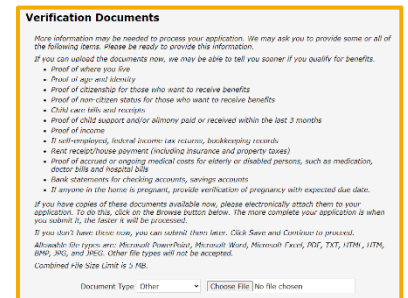 Verification Documents
More information may be needed to process your application. We may ask you to provide some or all of
the following items. Please be ready to provide this information.
If you can upload the documents now, we may be able to tell you sooner if you qualify for benefits.
• Proof of where you live
• Proof of age and identity
• Proof of citizenship for those who want to receive benefits
• Proof of non-citizen status for those who want to receive benefits
• Child care bills and receipts
• Proof of child support and/or alimony paid or received within the last 3 months
• Proof of income
• If self-employed, federal income tax returns, bookkeeping records
• Rent receipt/house payment (including insurance and property taxes)
• Proof of accrued or ongoing medical costs for elderly or disabled persons, such as medication,
doctor bills and hospital bills
• Bank statements for checking accounts, savings accounts
• If anyone in the home is pregnant, provide verification of pregnancy with expected due date.
If you have copies of these documents available now, please electronically attach them to your
application. To do this, click on the Browse button below. The more complete your application is when
you submit it, the faster it will be processed.
If you don't have these now, you can submit them later. Click Save and Continue to proceed.
Allowable file types are: Microsoft PowerPoint, Microsoft Word, Microsoft Excel, PDF, TXT, HTML, HTM,
BMP, JPG, and JPEG. Other file types will not be accepted.
Combined File Size Limit is 5 MB.
Document Type Other Choose File No file chosen